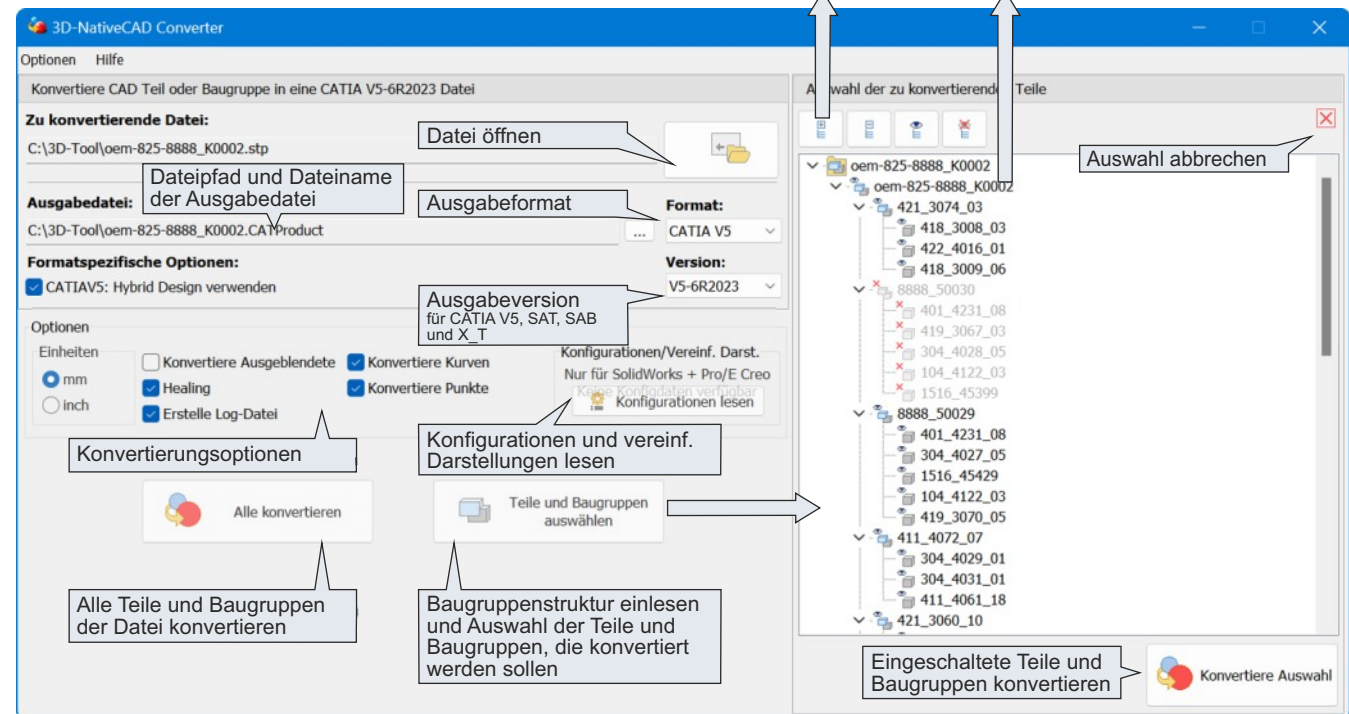 3D-NativeCAD Converter
Optionen Hilfe
Konvertiere CAD Teil oder Baugruppe in eine CATIA V5-6R2023 Datei
Zu konvertierende Datei:
C:\3D-Tool\oem-825-8888_K0002.stp
Datei öffnen
Dateipfad und Dateiname
der Ausgabedatei
Ausgabedatei:
C:\3D-Tool\oem-825-8888_K0002.CATProduct
...
Ausgabeformat
Format:
CATIA V5
Formatspezifische Optionen:
CATIAV5: Hybrid Design verwenden
Version:
V5-6R2023
Ausgabeversion
für CATIA V5, SAT, SAB
und X_T
Optionen
Einheiten
mm
inch
Konvertiere Ausgeblendete
Healing
Erstelle Log-Datei
Konvertiere Kurven
Konvertiere Punkte
Konfigurationen/Vereinf. Darst.
Nur für SolidWorks + Pro/E Creo
Keine Konfigdaten verfügbar
Konfigurationen lesen
Konvertierungsoptionen
Konfigurationen und vereinf.
Darstellungen lesen
Alle konvertieren
Teile und Baugruppen
auswählen
Alle Teile und Baugruppen
der Datei konvertieren
Baugruppenstruktur einlesen
und Auswahl der Teile und
Baugruppen, die konvertiert
werden sollen
Auswahl der zu konvertierenden Teile
Auswahl abbrechen
oem-825-8888_K0002
oem-825-8888_K0002
421_3074_03
418_3008_03
422_4016_01
418_3009_06
8888_50030
401_4231_08
419_3067_03
304_4028_05
104_4122_03
1516_45399
8888_50029
401_4231_08
304_4027_05
1516_45429
104_4122_03
419_3070_05
411_4072_07
304_4029_01
304_4031_01
411_4061_18
421_3060_10
Eingeschaltete Teile und
Baugruppen konvertieren
Konvertiere Auswahl